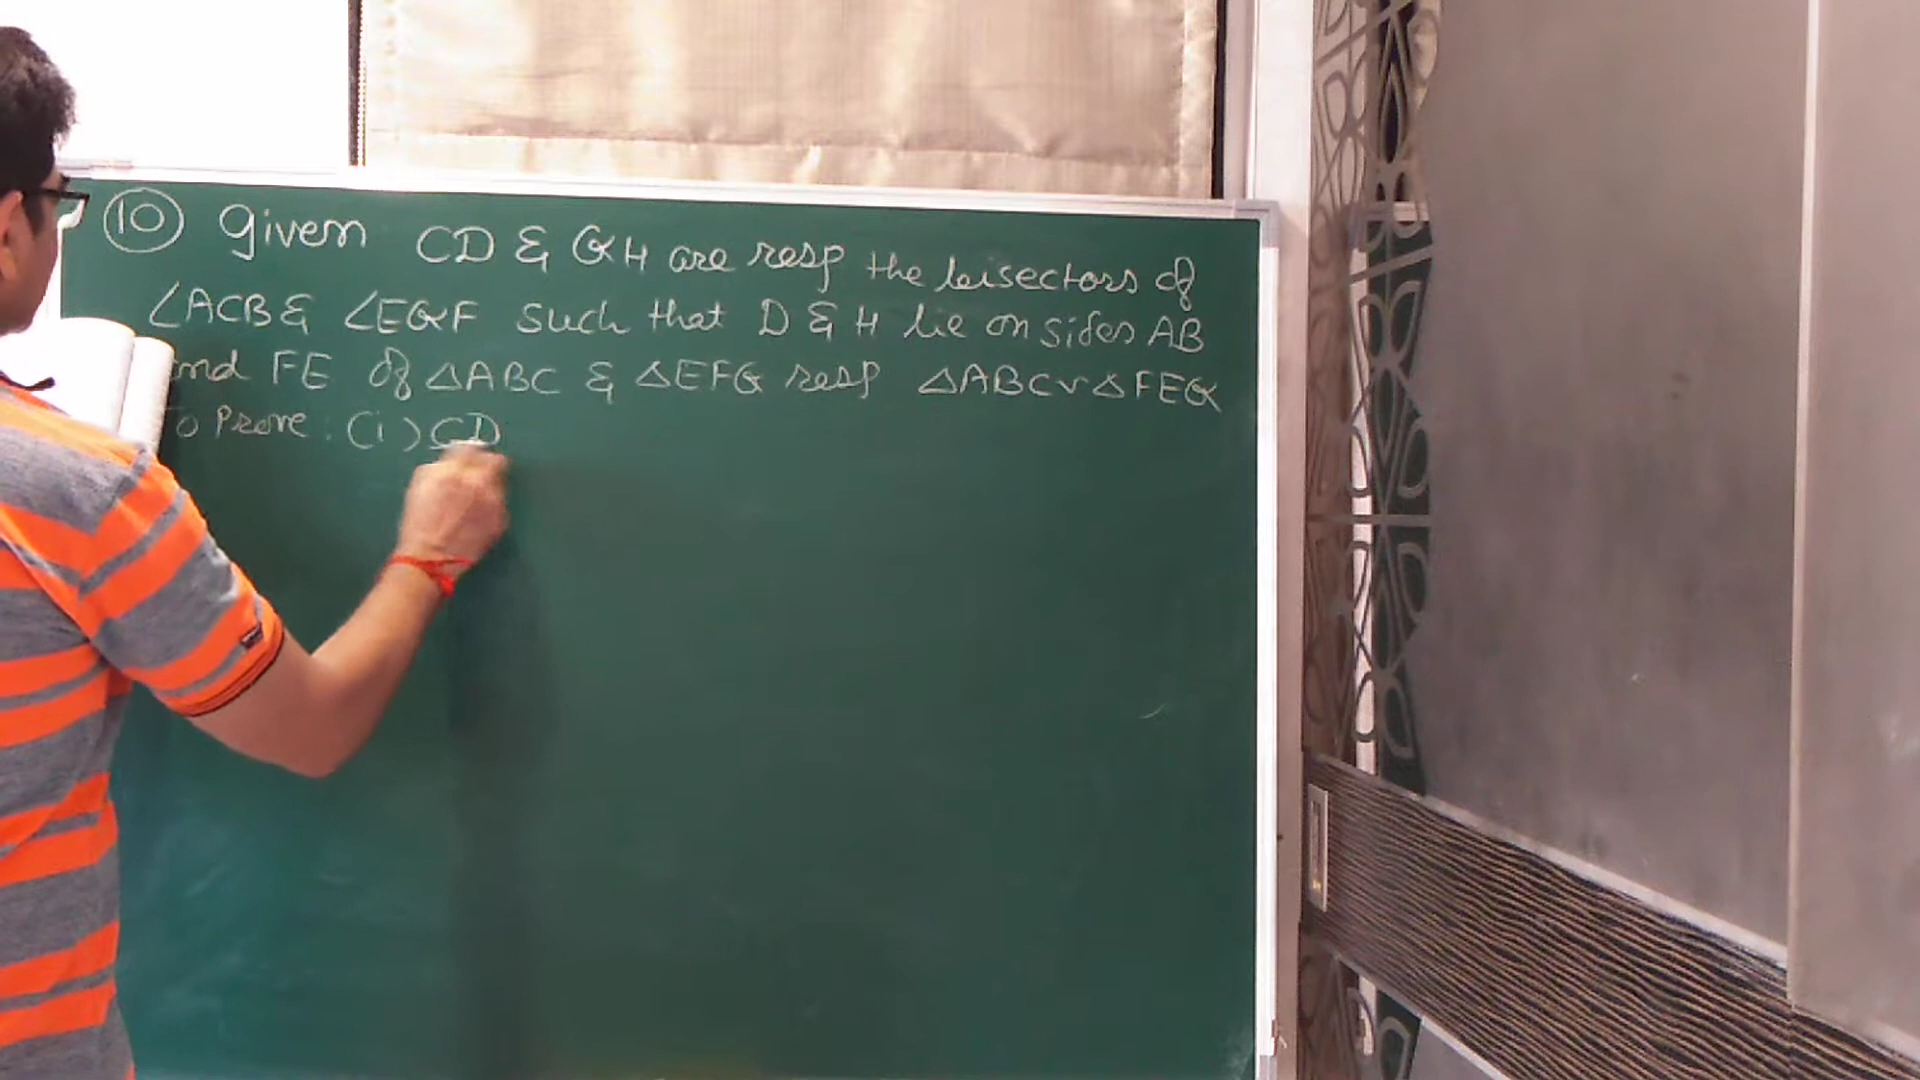 10 Given CD & GH are resp the bisectors of
∠ACB & ∠EGF such that D & H lie on sides AB
and FE of △ABC & △EFG resp △ABC ~ △FEG
To Prove : (i) CD